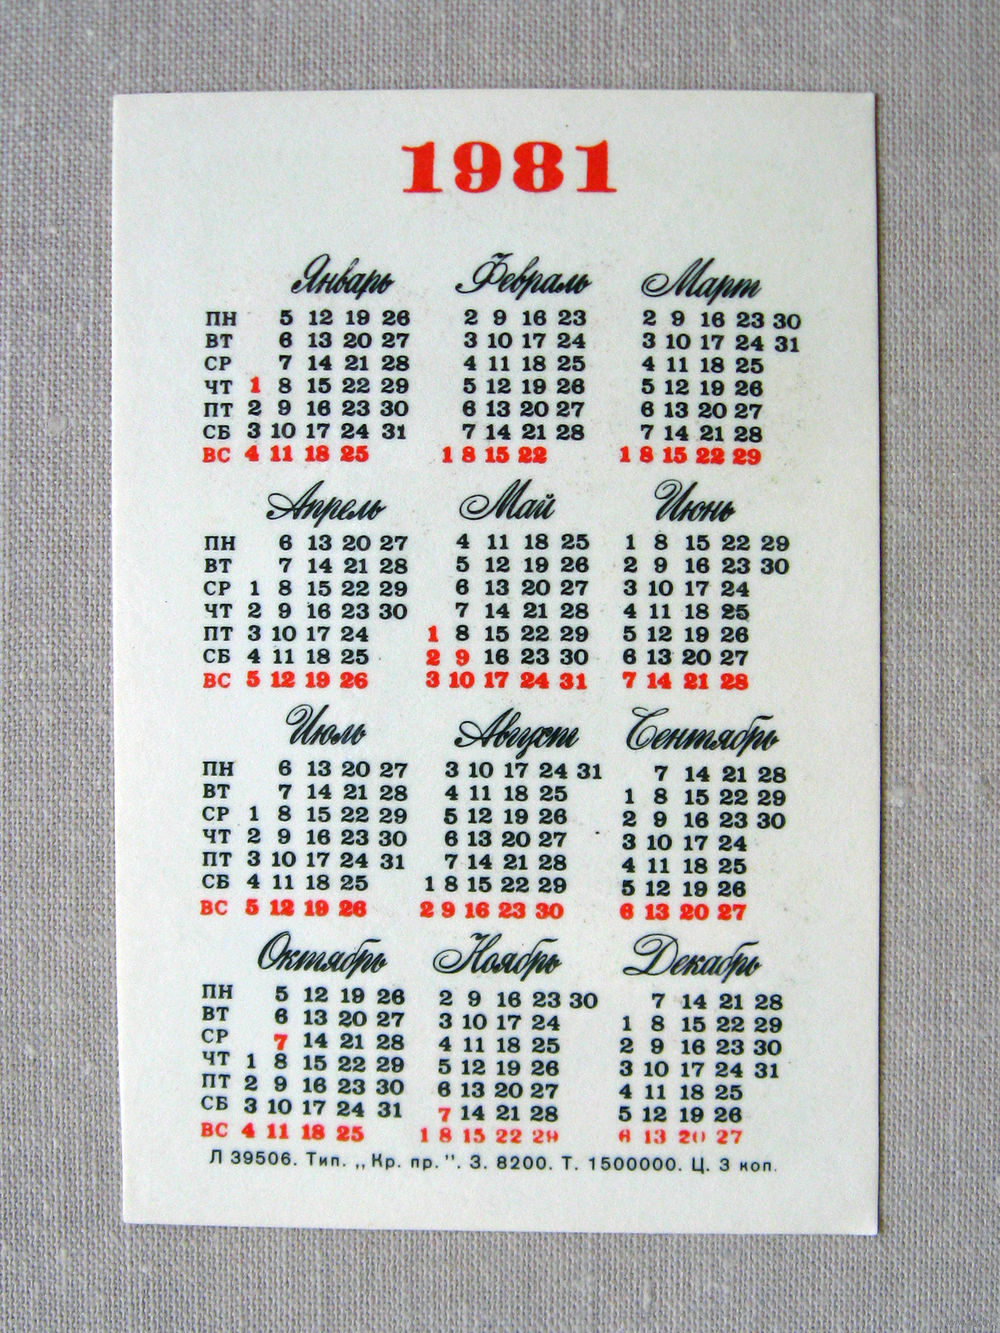 1981
Январь Февраль Март
ПН 5 12 19 26 2 9 16 23 2 9 16 23 30
ВТ 6 13 20 27 3 10 17 24 3 10 17 24 31
СР 7 14 21 28 4 11 18 25 4 11 18 25
ЧТ 1 8 15 22 29 5 12 19 26 5 12 19 26
ПТ 2 9 16 23 30 6 13 20 27 6 13 20 27
СБ 3 10 17 24 31 7 14 21 28 7 14 21 28
ВС 4 11 18 25 1 8 15 22 1 8 15 22 29
Апрель Май Июнь
ПН 6 13 20 27 4 11 18 25 1 8 15 22 29
ВТ 7 14 21 28 5 12 19 26 2 9 16 23 30
СР 1 8 15 22 29 6 13 20 27 3 10 17 24
ЧТ 2 9 16 23 30 7 14 21 28 4 11 18 25
ПТ 3 10 17 24 1 8 15 22 29 5 12 19 26
СБ 4 11 18 25 2 9 16 23 30 6 13 20 27
ВС 5 12 19 26 3 10 17 24 31 7 14 21 28
Июль Август Сентябрь
ПН 6 13 20 27 3 10 17 24 31 7 14 21 28
ВТ 7 14 21 28 4 11 18 25 1 8 15 22 29
СР 1 8 15 22 29 5 12 19 26 2 9 16 23 30
ЧТ 2 9 16 23 30 6 13 20 27 3 10 17 24
ПТ 3 10 17 24 31 7 14 21 28 4 11 18 25
СБ 4 11 18 25 1 8 15 22 29 5 12 19 26
ВС 5 12 19 26 2 9 16 23 30 6 13 20 27
Октябрь Ноябрь Декабрь
ПН 5 12 19 26 2 9 16 23 30 7 14 21 28
ВТ 6 13 20 27 3 10 17 24 1 8 15 22 29
СР 7 14 21 28 4 11 18 25 2 9 16 23 30
ЧТ 1 8 15 22 29 5 12 19 26 3 10 17 24 31
ПТ 2 9 16 23 30 6 13 20 27 4 11 18 25
СБ 3 10 17 24 31 7 14 21 28 5 12 19 26
ВС 4 11 18 25 1 8 15 22 29 6 13 20 27
Л 39506. Тип. „Кр. пр.". З. 8200. Т. 1500000. Ц. 3 коп.